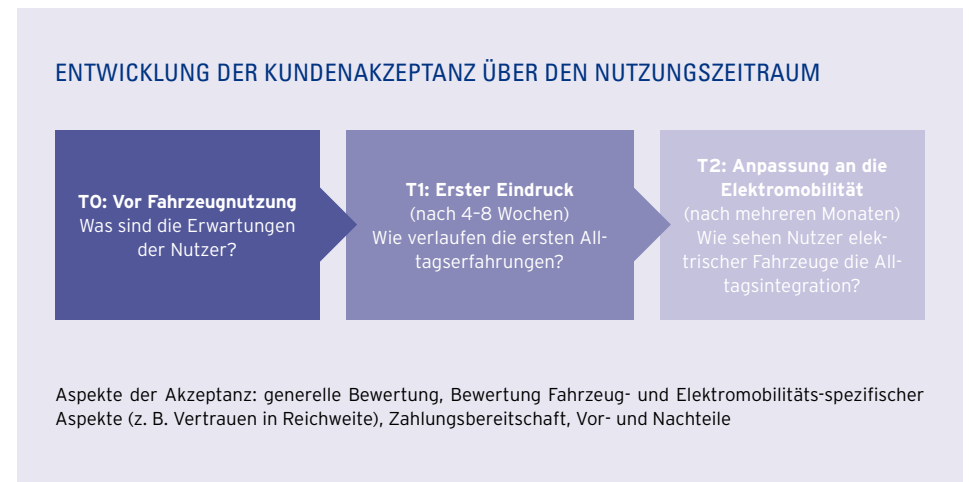 ENTWICKLUNG DER KUNDENAKZEPTANZ ÜBER DEN NUTZUNGSZEITRAUM
T0: Vor Fahrzeugnutzung
Was sind die Erwartungen
der Nutzer?
T1: Erster Eindruck
(nach 4–8 Wochen)
Wie verlaufen die ersten All-
tagserfahrungen?
T2: Anpassung an die
Elektromobilität
(nach mehreren Monaten)
Wie sehen Nutzer elek-
trischer Fahrzeuge die All-
tagsintegration?
Aspekte der Akzeptanz: generelle Bewertung, Bewertung Fahrzeug- und Elektromobilitäts-spezifischer
Aspekte (z. B. Vertrauen in Reichweite), Zahlungsbereitschaft, Vor- und Nachteile